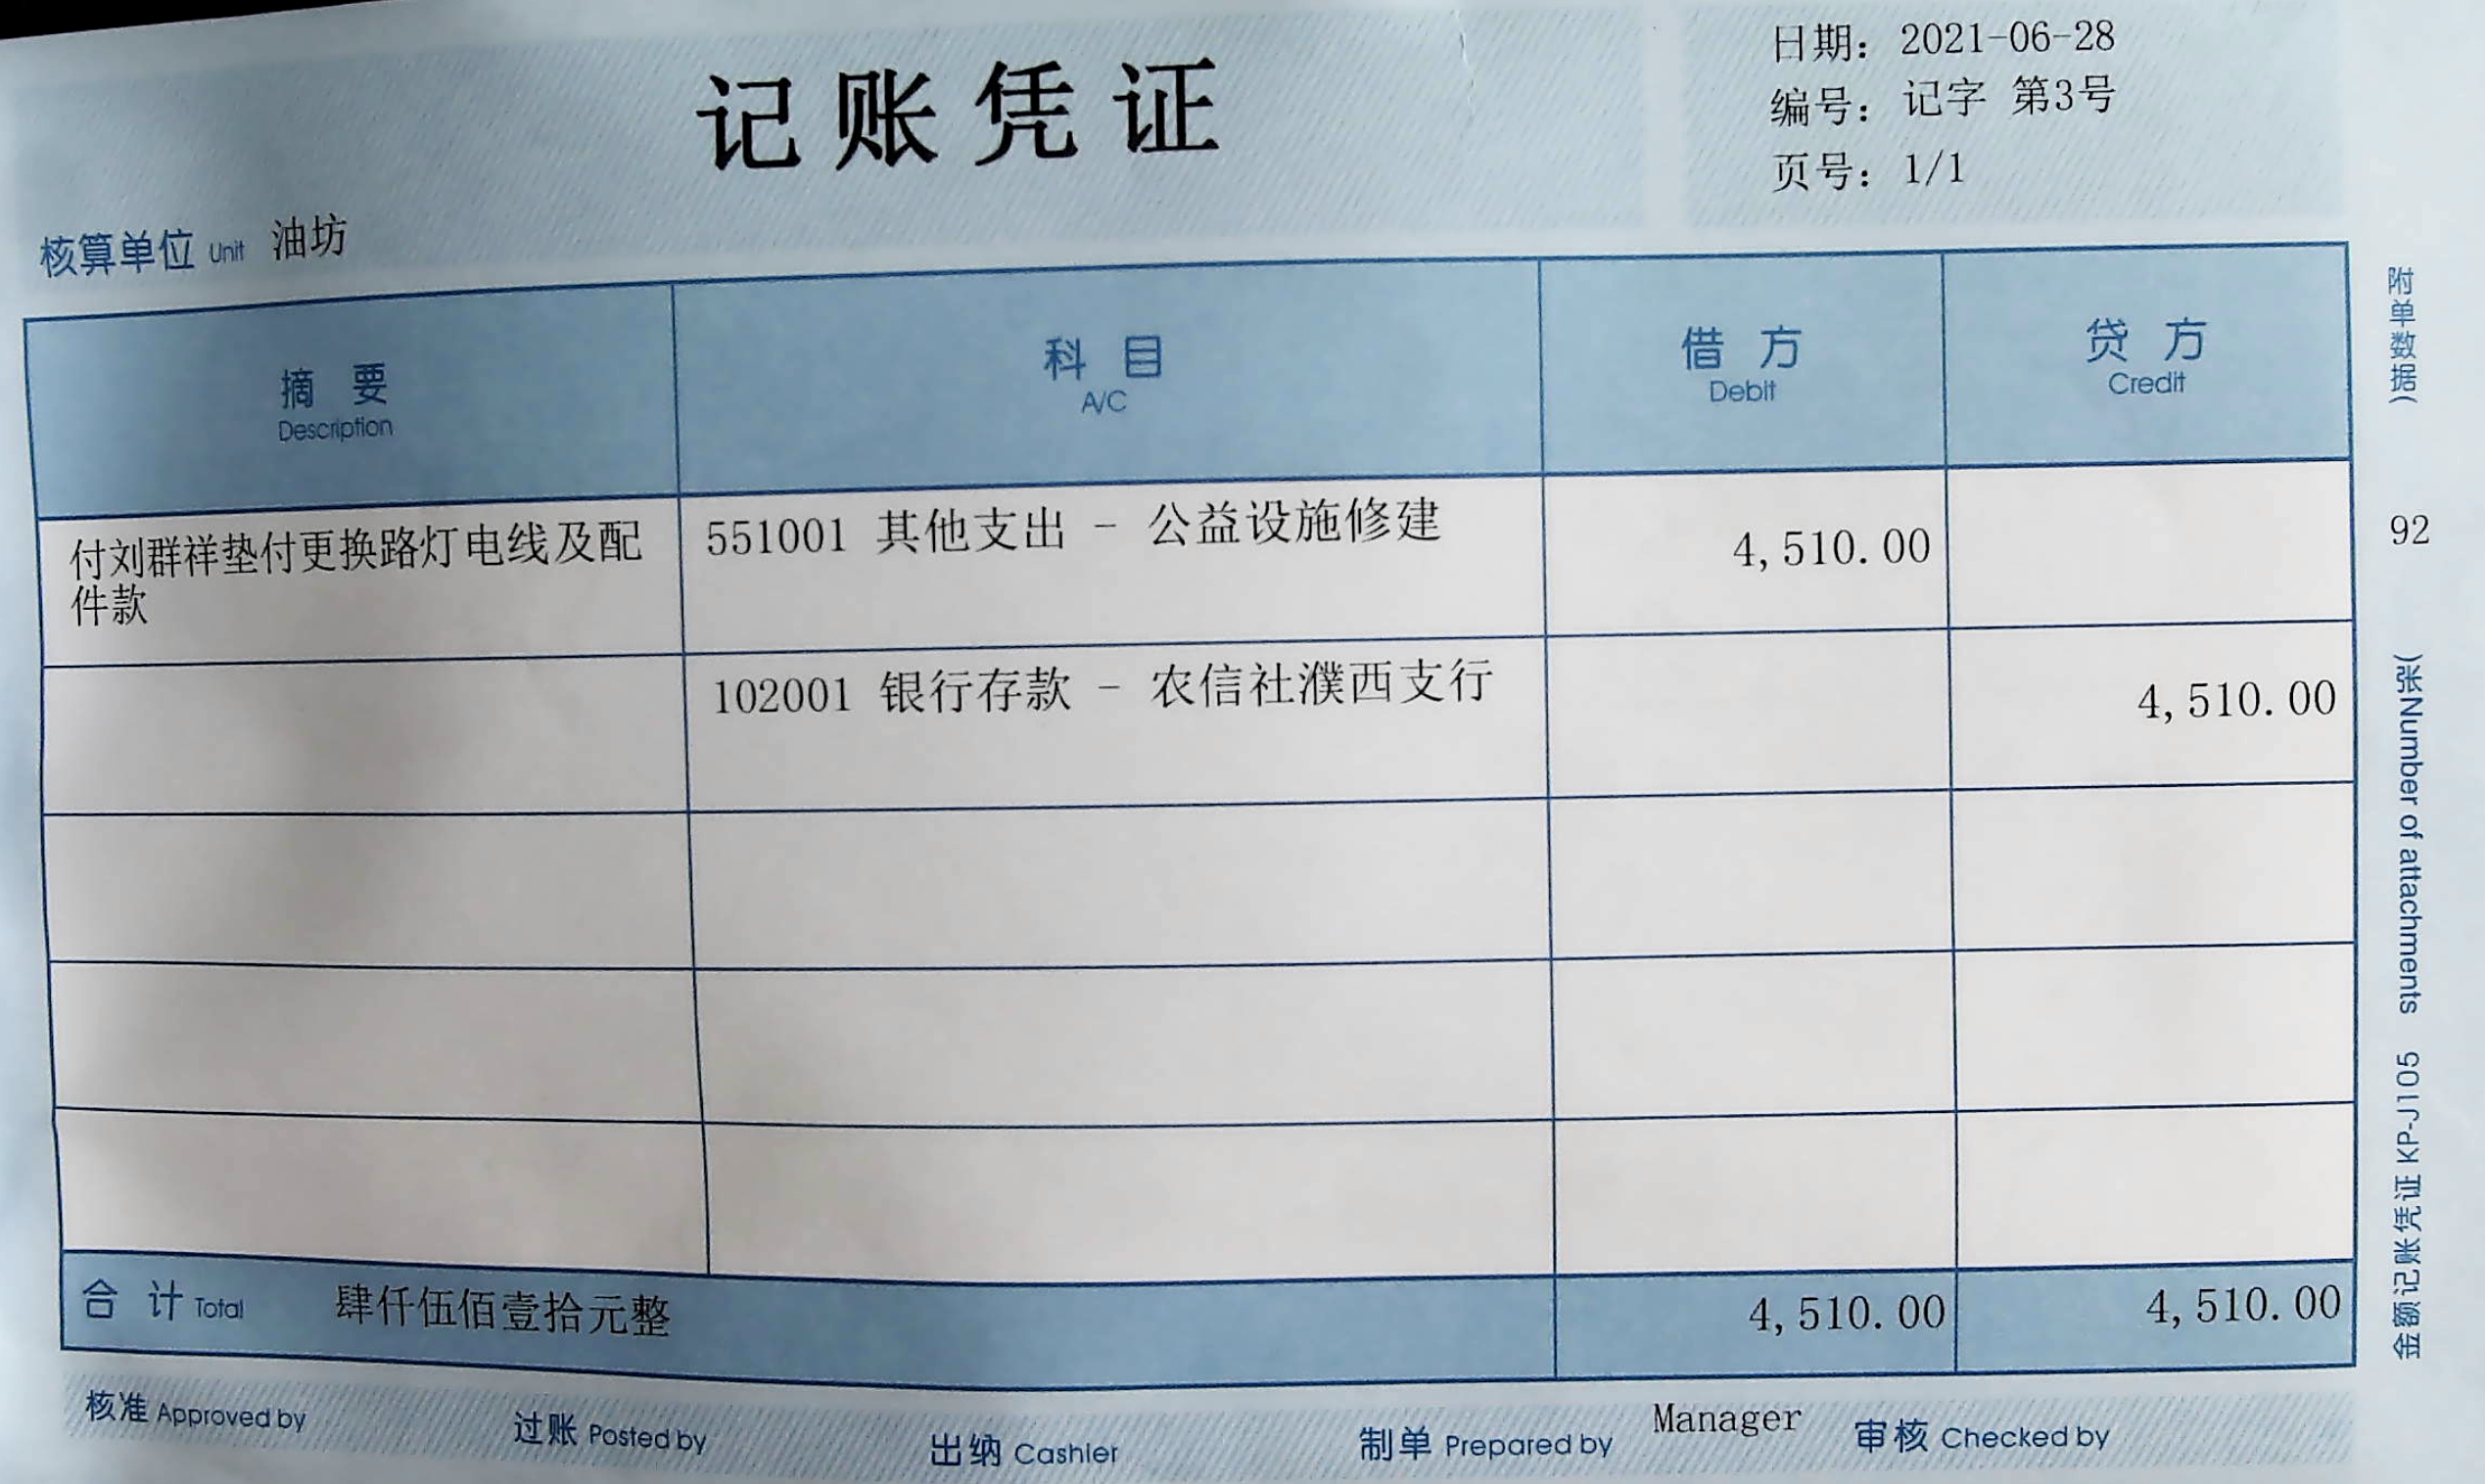 记账凭证
日期: 2021-06-28
编号: 记字 第3号
页号: 1/1
核算单位 Unit 油坊
摘要 科目 借方 贷方
Description A/C Debit Credit
付刘群祥垫付更换路灯电线及配 551001 其他支出 - 公益设施修建 4,510.00
件款
102001 银行存款 - 农信社濮西支行 4,510.00
合计 Total 肆仟伍佰壹拾元整 4,510.00 4,510.00
核准 Approved by 过账 Posted by 出纳 Cashier 制单 Prepared by Manager 审核 Checked by
附单数据( 92 )张Number of attachments
金额记账凭证 KP-J105